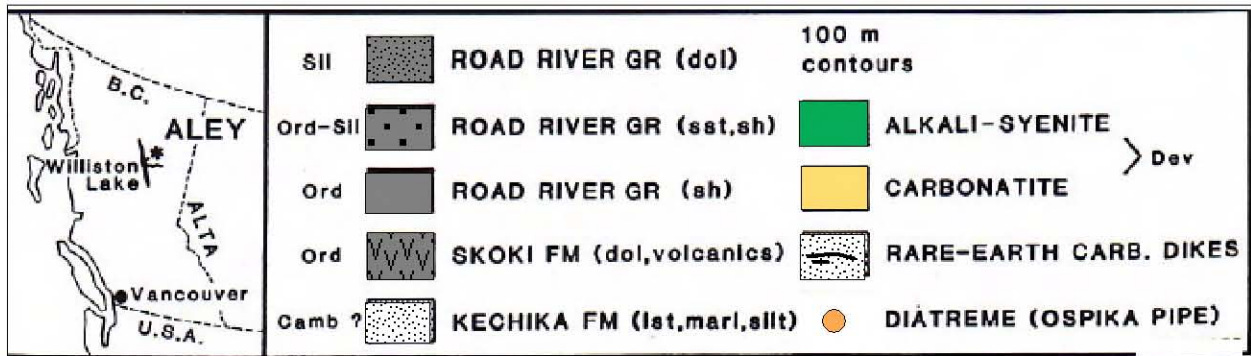 B.C.
ALEY
*
Williston
Lake
ALTA
Vancouver
U.S.A.
Sil ROAD RIVER GR (dol)
Ord-Sil ROAD RIVER GR (sst,sh)
Ord ROAD RIVER GR (sh)
Ord SKOKI FM (dol,volcanics)
Camb ? KECHIKA FM (lst,marl,silt)
100 m
contours
ALKALI-SYENITE
CARBONATITE
Dev
RARE-EARTH CARB. DIKES
DIATREME (OSPIKA PIPE)